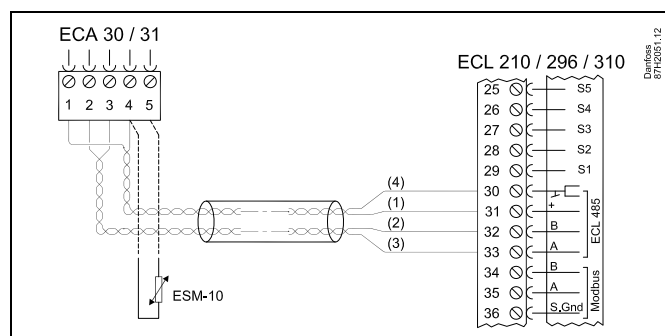 ECA 30 / 31
1 2 3 4 5
ESM-10
(4)
(1)
(2)
(3)
ECL 210 / 296 / 310
25 S5
26 S4
27 S3
28 S2
29 S1
30
31 +
32 B
33 A
34 B
35 A
36 S.Gnd
ECL 485
Modbus
Danfoss
87H2051.12